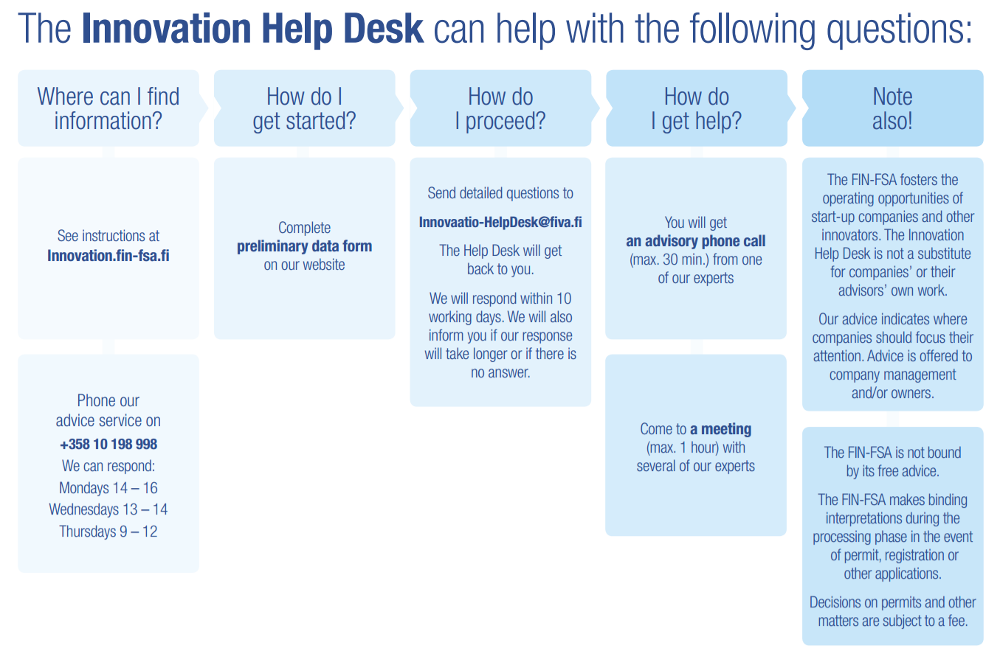 The Innovation Help Desk can help with the following questions:
Where can I find
information?
See instructions at
Innovation.fin-fsa.fi
Phone our
advice service on
+358 10 198 998
We can respond:
Mondays 14 – 16
Wednesdays 13 – 14
Thursdays 9 – 12
How do I
get started?
Complete
preliminary data form
on our website
How do
I proceed?
Send detailed questions to
Innovaatio-HelpDesk@fiva.fi
The Help Desk will get
back to you.
We will respond within 10
working days. We will also
inform you if our response
will take longer or if there is
no answer.
How do
I get help?
You will get
an advisory phone call
(max. 30 min.) from one
of our experts
Come to a meeting
(max. 1 hour) with
several of our experts
Note
also!
The FIN-FSA fosters the
operating opportunities of
start-up companies and other
innovators. The Innovation
Help Desk is not a substitute
for companies’ or their
advisors’ own work.
Our advice indicates where
companies should focus their
attention. Advice is offered to
company management
and/or owners.
The FIN-FSA is not bound
by its free advice.
The FIN-FSA makes binding
interpretations during the
processing phase in the event
of permit, registration or
other applications.
Decisions on permits and other
matters are subject to a fee.